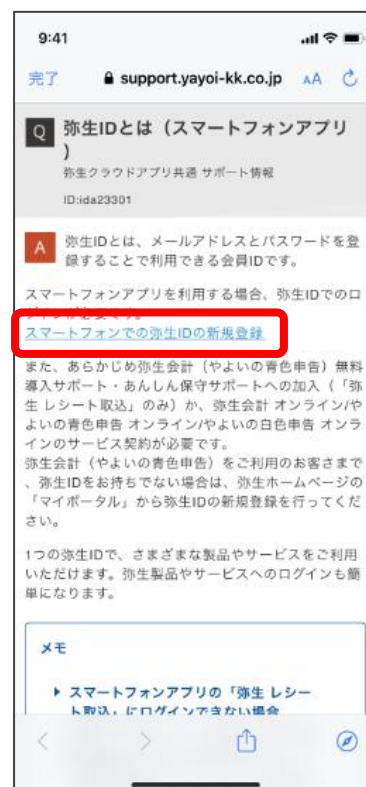 9:41
完了 support.yayoi-kk.co.jp AA
Q 弥生IDとは（スマートフォンアプリ
）
弥生クラウドアプリ共通 サポート情報
ID:ida23301
A 弥生IDとは、メールアドレスとパスワードを登
録することで利用できる会員IDです。
スマートフォンアプリを利用する場合、弥生IDでのロ
スマートフォンでの弥生IDの新規登録
また、あらかじめ弥生会計（やよいの青色申告）無料
導入サポート・あんしん保守サポートへの加入（「弥
生 レシート取込」のみ）か、弥生会計 オンライン/や
よいの青色申告 オンライン/やよいの白色申告 オンラ
インのサービス契約が必要です。
弥生会計（やよいの青色申告）をご利用のお客さまで
、弥生IDをお持ちでない場合は、弥生ホームページの
「マイポータル」から弥生IDの新規登録を行ってくだ
さい。
1つの弥生IDで、さまざまな製品やサービスをご利用
いただけます。弥生製品やサービスへのログインも簡
単になります。
メモ
スマートフォンアプリの「弥生 レシー
ト取込」にログインできない場合